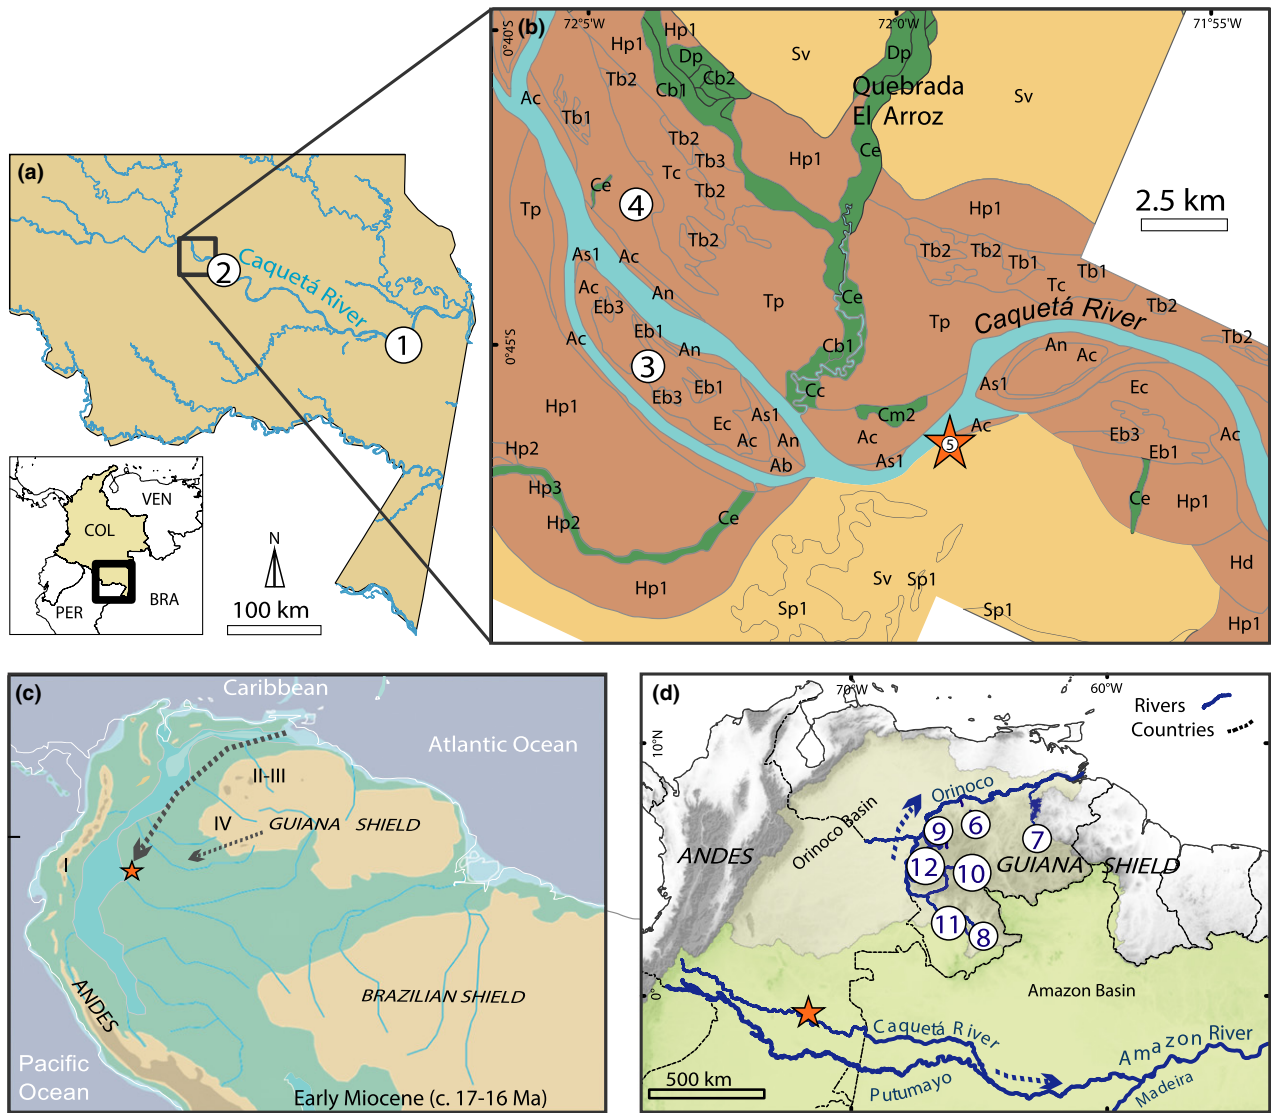 (a)
2
Caquetá River
1
VEN
COL
PER
BRA
N
100 km
(b)
72°5'W
72°0'W
71°55'W
0°40'S
0°45'S
Hp1
Hp1
Dp
Sv
Dp
Tb2
Cb2
Cb1
Quebrada
El Arroz
Sv
Ac
Tb1
Tb2
Tb3
Hp1
Ce
Tc
Ce
Tb2
4
2.5 km
Tp
Hp1
Tb2
Tb2
Tb2
Tb1
Tb1
As1
Ac
Tc
Ac
An
Ce
Tb2
Eb3
Tp
Tp
Caquetá River
Eb1
Ac
An
Cb1
An
Ac
Tb2
3
Eb1
Cc
As1
Ec
Eb3
Hp1
As1
Cm2
Ec
Ac
Eb3
Ac
Ac
An
Ac
5
Eb1
Hp2
Ab
As1
Hp3
Ce
Hp1
Hp2
Ce
Hd
Hp1
Sv
Sp1
Sp1
Sp1
Hp1
(c)
Caribbean
Atlantic Ocean
II-III
IV
GUIANA SHIELD
I
ANDES
BRAZILIAN SHIELD
Pacific
Ocean
Early Miocene (c. 17-16 Ma)
(d)
70°W
60°W
Rivers
Countries
10°N
0°
Orinoco
Orinoco Basin
9
6
7
ANDES
12
10
GUIANA SHIELD
11
8
Amazon Basin
Caquetá River
Amazon River
Putumayo
Madeira
500 km